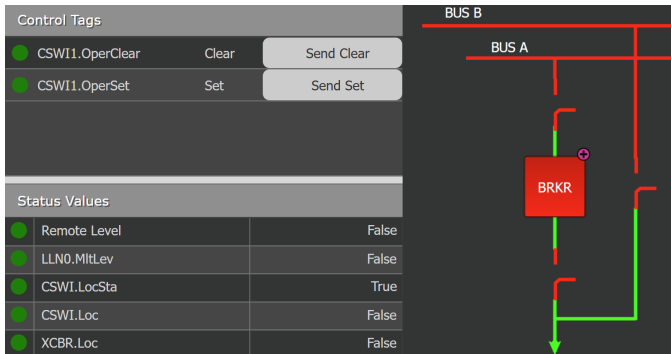 Control Tags
CSWI1.OperClear Clear Send Clear
CSWI1.OperSet Set Send Set
Status Values
Remote Level False
LLN0.MltLev False
CSWI.LocSta True
CSWI.Loc False
XCBR.Loc False
BUS B
BUS A
BRKR